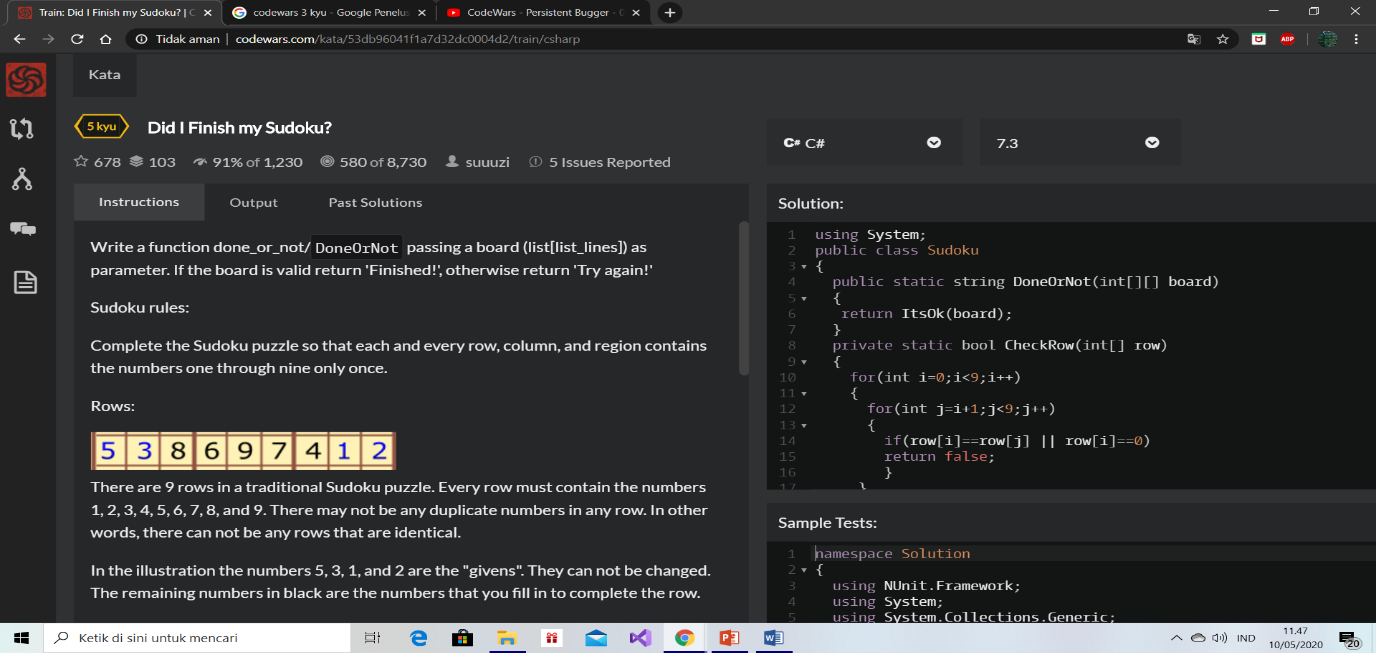 Train: Did I Finish my Sudoku? | C
codewars 3 kyu - Google Penelus
CodeWars - Persistent Bugger - C
Tidak aman | codewars.com/kata/53db96041f1a7d32dc0004d2/train/csharp
ABP
Kata
5 kyu
Did I Finish my Sudoku?
678 103 91% of 1,230 580 of 8,730 suuuzi 5 Issues Reported
C# C#
7.3
Instructions
Output
Past Solutions
Write a function done_or_not/ DoneOrNot passing a board (list[list_lines]) as
parameter. If the board is valid return 'Finished!', otherwise return 'Try again!'
Sudoku rules:
Complete the Sudoku puzzle so that each and every row, column, and region contains
the numbers one through nine only once.
Rows:
5 3 8 6 9 7 4 1 2
There are 9 rows in a traditional Sudoku puzzle. Every row must contain the numbers
1, 2, 3, 4, 5, 6, 7, 8, and 9. There may not be any duplicate numbers in any row. In other
words, there can not be any rows that are identical.
In the illustration the numbers 5, 3, 1, and 2 are the "givens". They can not be changed.
The remaining numbers in black are the numbers that you fill in to complete the row.
Solution:
1 using System;
2 public class Sudoku
3 {
4 public static string DoneOrNot(int[][] board)
5 {
6 return ItsOk(board);
7 }
8 private static bool CheckRow(int[] row)
9 {
10 for(int i=0;i<9;i++)
11 {
12 for(int j=i+1;j<9;j++)
13 {
14 if(row[i]==row[j] || row[i]==0)
15 return false;
16 }
17 }
Sample Tests:
1 namespace Solution
2 {
3 using NUnit.Framework;
4 using System;
5 using System.Collections.Generic;
Ketik di sini untuk mencari
IND
11.47
10/05/2020
20